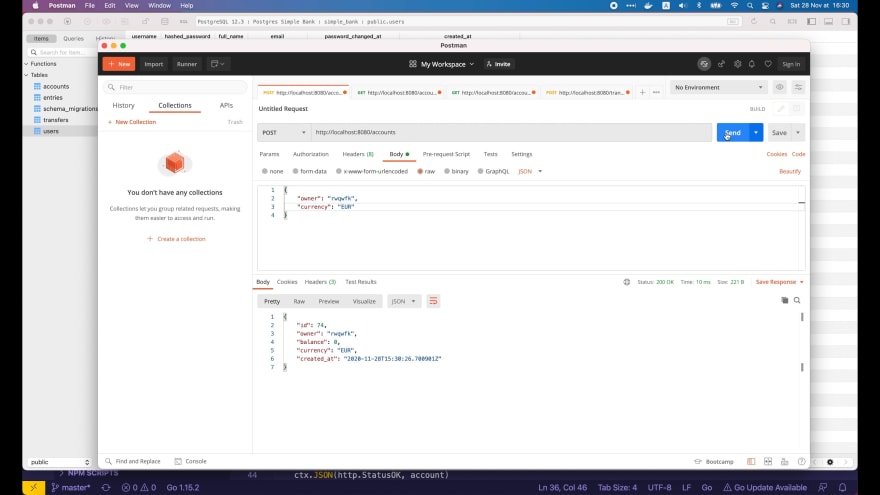 Postman File Edit View Window Help
Sat 28 Nov at 16:30
PostgreSQL 12.3 : Postgres Simple Bank : simple_bank : public.users
Items Queries
username hashed_password full_name email password_changed_at created_at
Search for item...
Functions
Tables
accounts
entries
schema_migrations
transfers
users
public
Postman
New Import Runner
My Workspace Invite
Sign In
Filter
History Collections APIs
New Collection Trash
You don't have any collections
Collections let you group related requests, making
them easier to access and run.
Create a collection
POST http://localhost:8080/acco... GET http://localhost:8080/accou... GET http://localhost:8080/accou... POST http://localhost:8080/tran...
No Environment
Untitled Request
BUILD
POST http://localhost:8080/accounts
Send Save
Params Authorization Headers (8) Body Pre-request Script Tests Settings
Cookies Code
none form-data x-www-form-urlencoded raw binary GraphQL JSON
Beautify
1 {
2 "owner": "rwqwfk",
3 "currency": "EUR"
4 }
Body Cookies Headers (3) Test Results
Status: 200 OK Time: 19 ms Size: 221 B Save Response
Pretty Raw Preview Visualize JSON
1 {
2 "id": 74,
3 "owner": "rwqwfk",
4 "balance": 0,
5 "currency": "EUR",
6 "created_at": "2020-11-28T15:30:26.700901Z"
7 }
Find and Replace Console
Bootcamp
NPM SCRIPTS
44 ctx.JSON(http.StatusOK, account)
master* 0 0 Go 1.15.2
Ln 36, Col 46 Tab Size: 4 UTF-8 LF Go Go Update Available